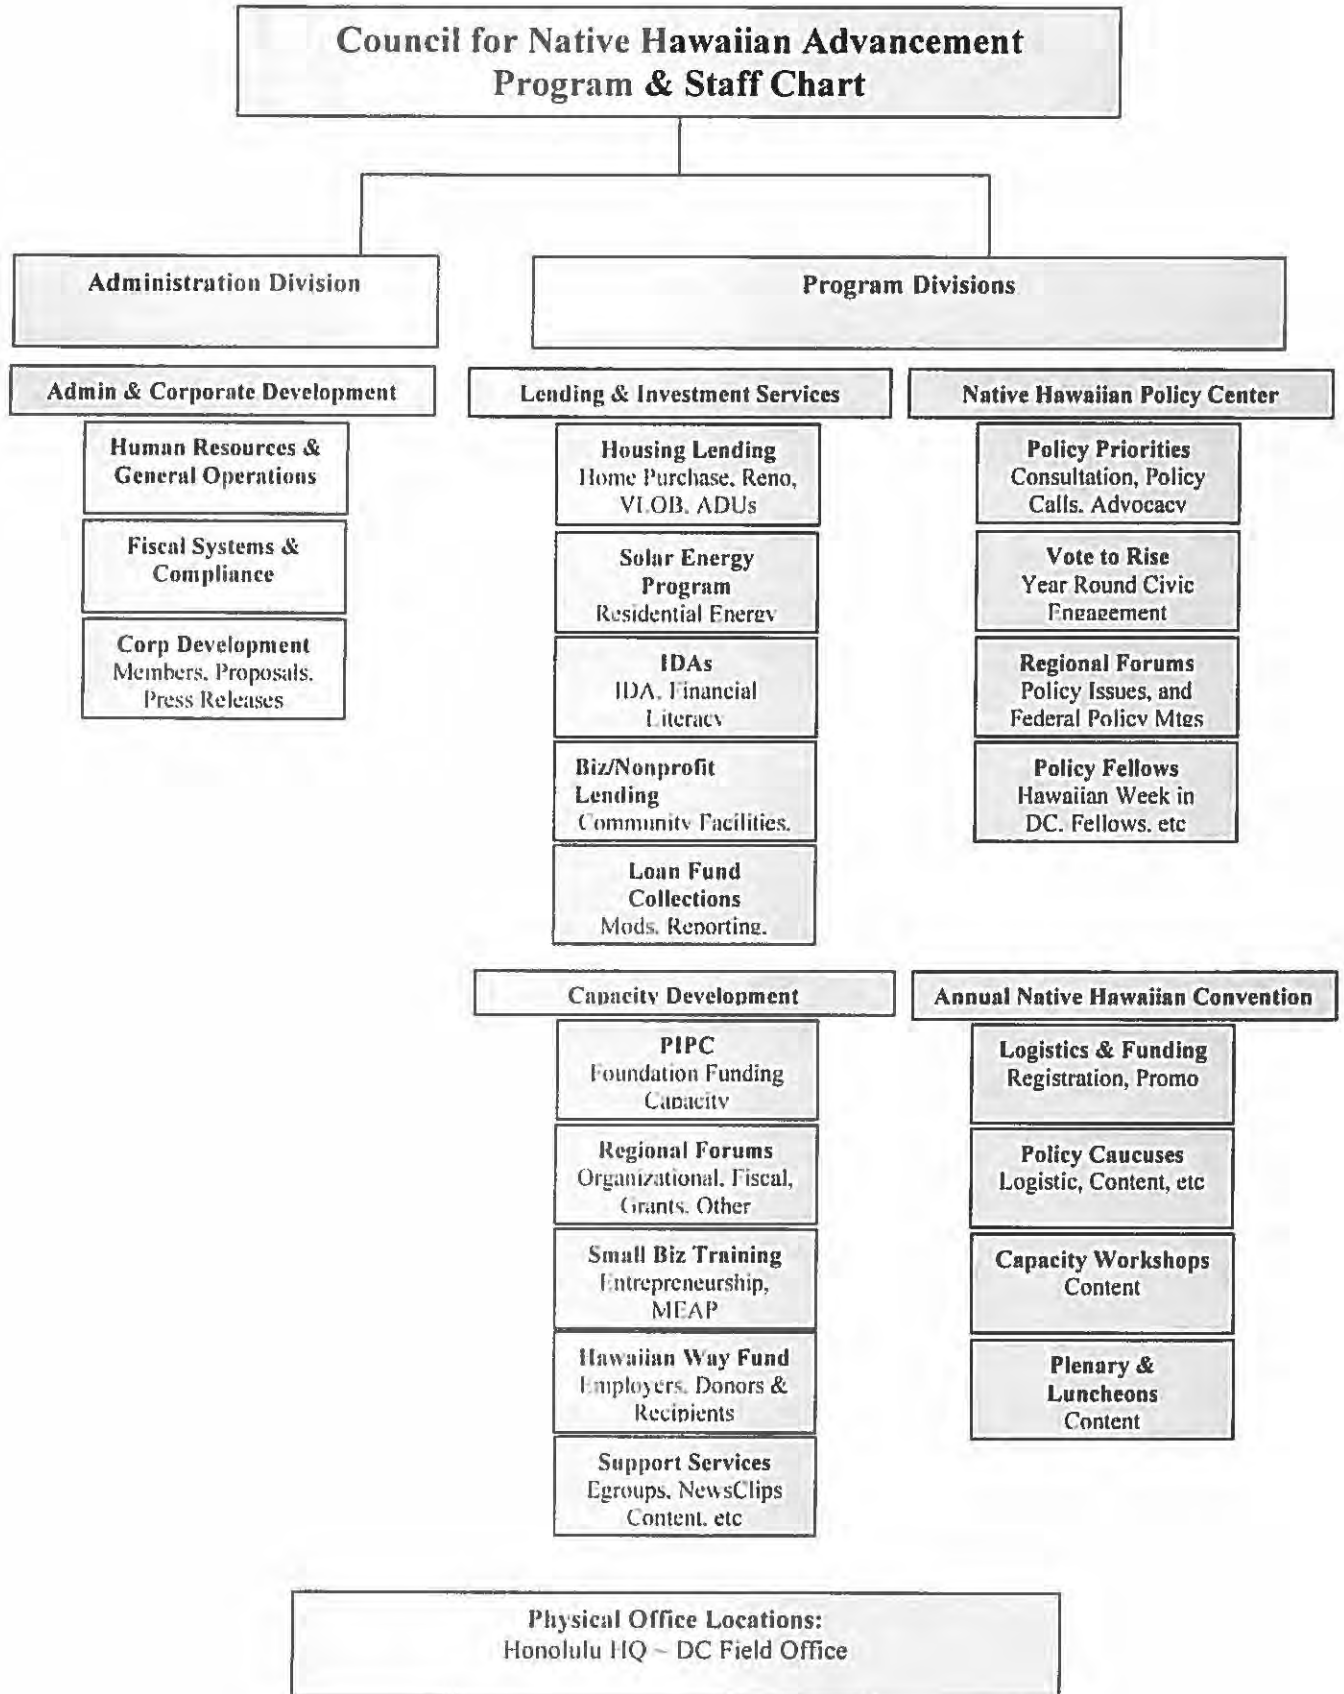 Council for Native Hawaiian Advancement
Program & Staff Chart
Administration Division
Program Divisions
Admin & Corporate Development
Human Resources &
General Operations
Fiscal Systems &
Compliance
Corp Development
Members, Proposals,
Press Releases
Lending & Investment Services
Housing Lending
Home Purchase, Reno,
VLOB, ADUs
Solar Energy
Program
Residential Energy
IDAs
IDA, Financial
Literacy
Biz/Nonprofit
Lending
Community Facilities,
Loan Fund
Collections
Mods, Reporting,
Native Hawaiian Policy Center
Policy Priorities
Consultation, Policy
Calls, Advocacy
Vote to Rise
Year Round Civic
Engagement
Regional Forums
Policy Issues, and
Federal Policy Mtgs
Policy Fellows
Hawaiian Week in
DC, Fellows, etc
Capacity Development
PIPC
Foundation Funding
Capacity
Regional Forums
Organizational, Fiscal,
Grants, Other
Small Biz Training
Entrepreneurship,
MEAP
Hawaiian Way Fund
Employers, Donors &
Recipients
Support Services
Egroups, NewsClips
Content, etc
Annual Native Hawaiian Convention
Logistics & Funding
Registration, Promo
Policy Caucuses
Logistic, Content, etc
Capacity Workshops
Content
Plenary &
Luncheons
Content
Physical Office Locations:
Honolulu HQ ~ DC Field Office